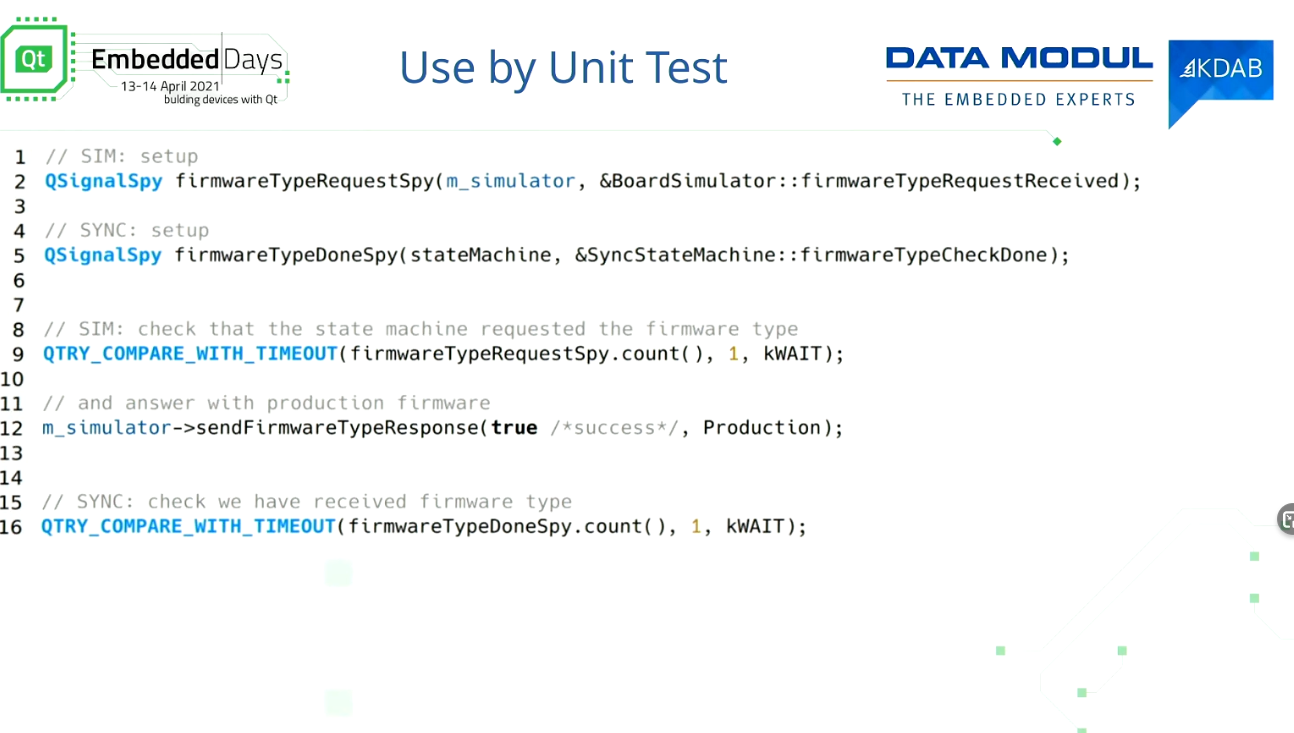 Qt
Embedded Days
13-14 April 2021
bulding devices with Qt
Use by Unit Test
DATA MODUL
THE EMBEDDED EXPERTS
KDAB
1 // SIM: setup
2 QSignalSpy firmwareTypeRequestSpy(m_simulator, &BoardSimulator::firmwareTypeRequestReceived);
3
4 // SYNC: setup
5 QSignalSpy firmwareTypeDoneSpy(stateMachine, &SyncStateMachine::firmwareTypeCheckDone);
6
7
8 // SIM: check that the state machine requested the firmware type
9 QTRY_COMPARE_WITH_TIMEOUT(firmwareTypeRequestSpy.count(), 1, kWAIT);
10
11 // and answer with production firmware
12 m_simulator->sendFirmwareTypeResponse(true /*success*/, Production);
13
14
15 // SYNC: check we have received firmware type
16 QTRY_COMPARE_WITH_TIMEOUT(firmwareTypeDoneSpy.count(), 1, kWAIT);